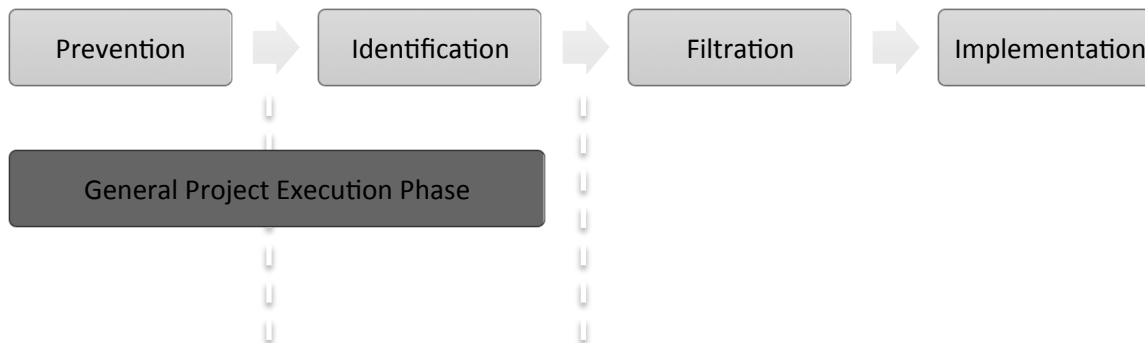 Prevention
Identification
Filtration
Implementation
General Project Execution Phase